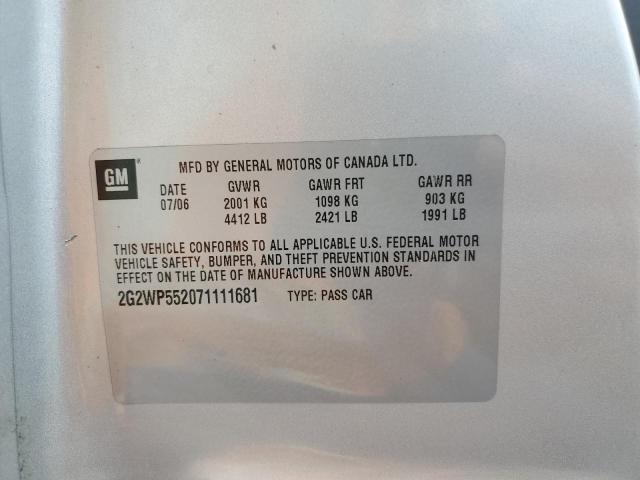 GM
MFD BY GENERAL MOTORS OF CANADA LTD.
DATE GVWR GAWR FRT GAWR RR
07/06 2001 KG 1098 KG 903 KG
4412 LB 2421 LB 1991 LB
THIS VEHICLE CONFORMS TO ALL APPLICABLE U.S. FEDERAL MOTOR
VEHICLE SAFETY, BUMPER, AND THEFT PREVENTION STANDARDS IN
EFFECT ON THE DATE OF MANUFACTURE SHOWN ABOVE.
2G2WP552071111681 TYPE: PASS CAR